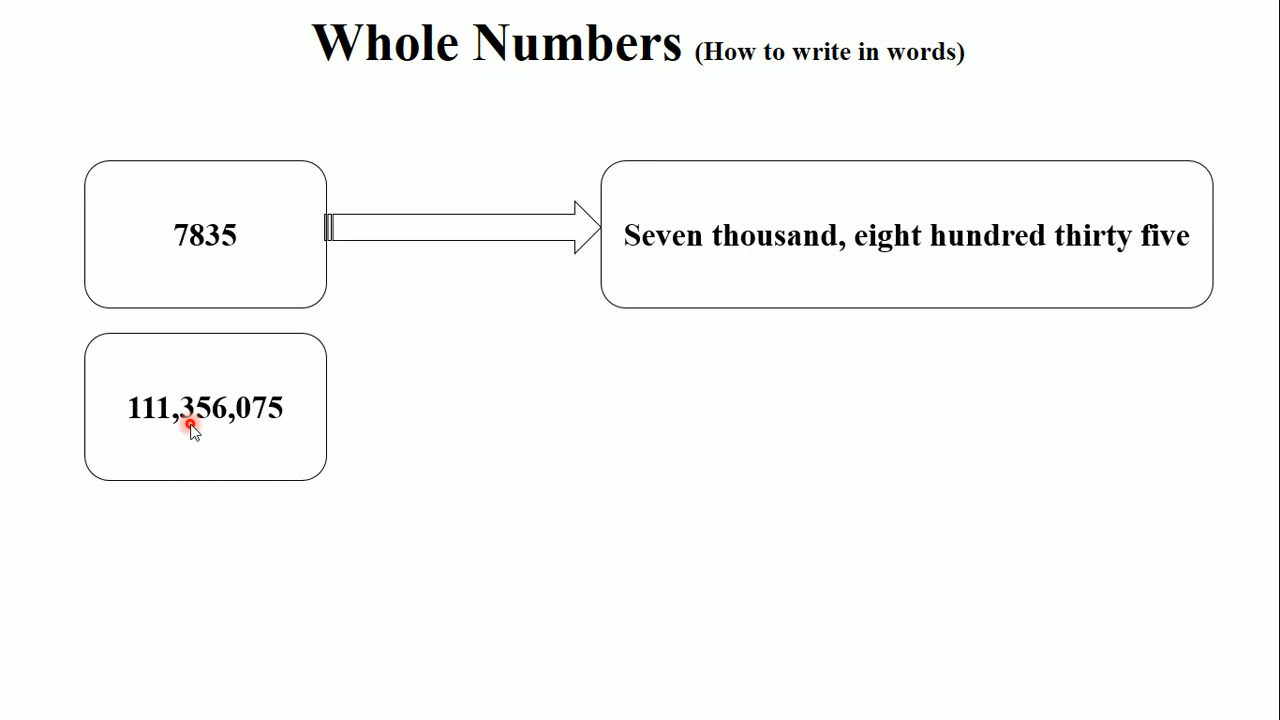 Whole Numbers (How to write in words)
7835
Seven thousand, eight hundred thirty five
111,356,075